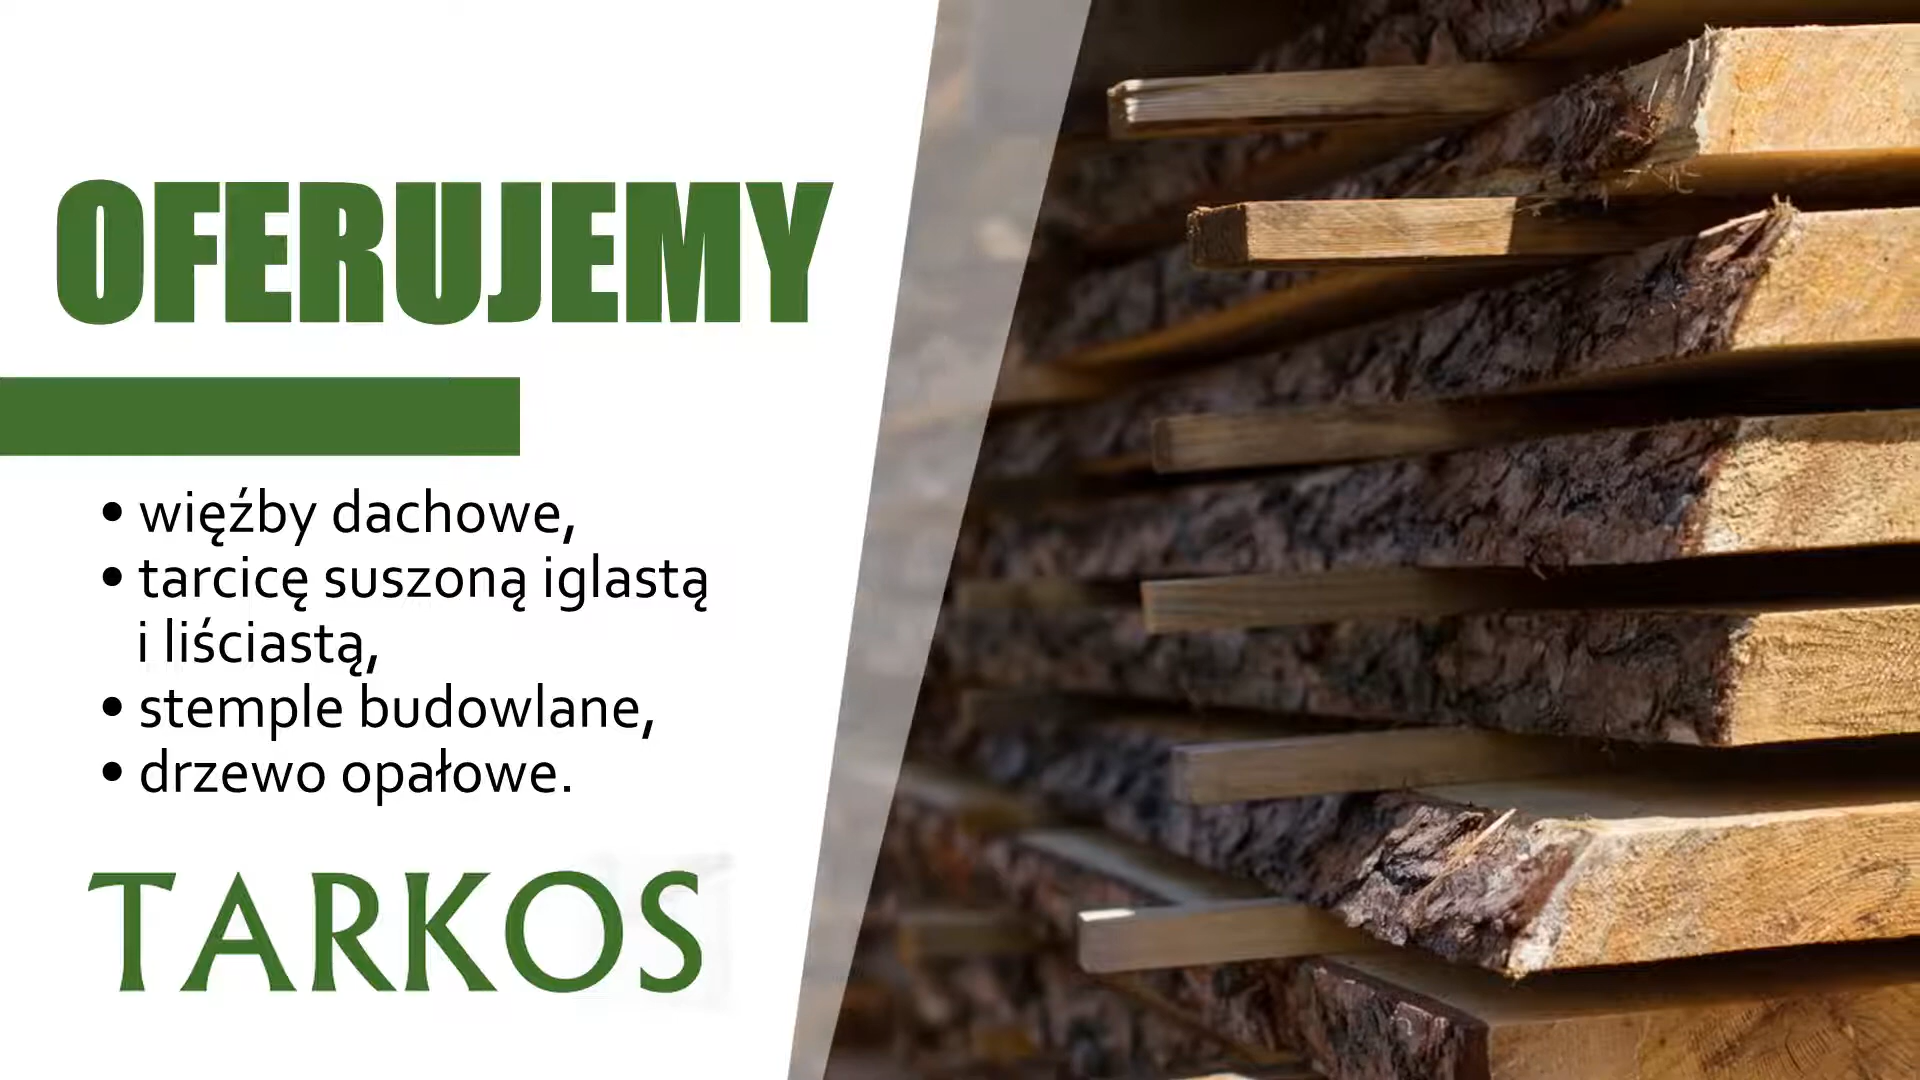 OFERUJEMY
• więźby dachowe,
• tarcicę suszoną iglastą
i liściastą,
• stemple budowlane,
• drzewo opałowe.
TARKOS